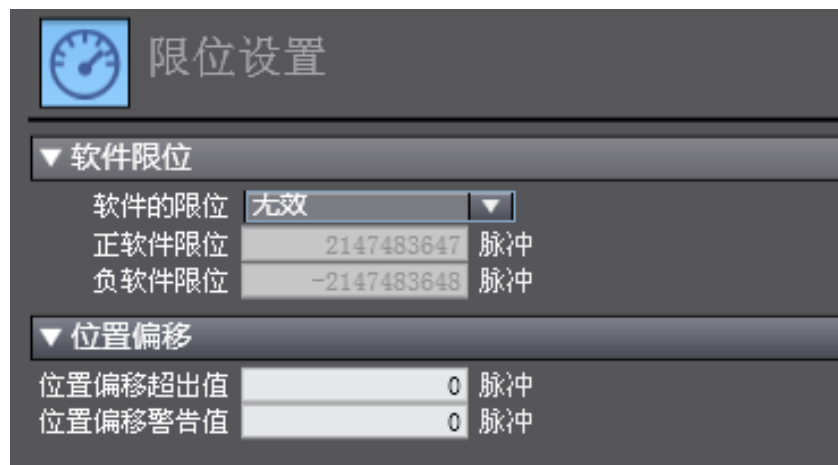 限位设置
▼ 软件限位
软件的限位 无效 ▼
正软件限位 2147483647 脉冲
负软件限位 -2147483648 脉冲
▼ 位置偏移
位置偏移超出值 0 脉冲
位置偏移警告值 0 脉冲